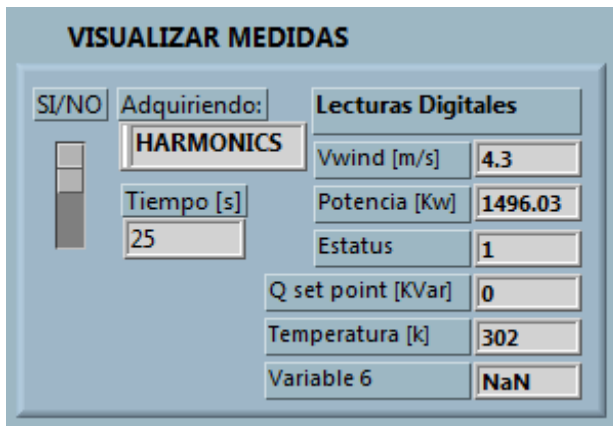 VISUALIZAR MEDIDAS
SI/NO
Adquiriendo:
HARMONICS
Tiempo [s]
25
Lecturas Digitales
Vwind [m/s] 4.3
Potencia [Kw] 1496.03
Estatus 1
Q set point [KVar] 0
Temperatura [k] 302
Variable 6 NaN